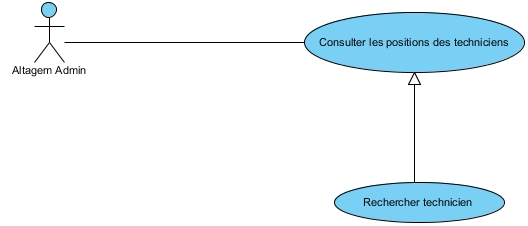 Consulter les positions des techniciens
Altagem Admin
Rechercher technicien